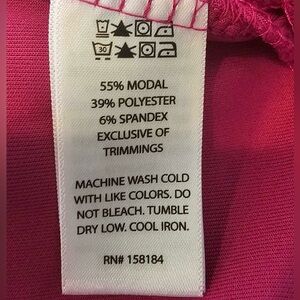 30
55% MODAL
39% POLYESTER
6% SPANDEX
EXCLUSIVE OF
TRIMMINGS
MACHINE WASH COLD
WITH LIKE COLORS. DO
NOT BLEACH. TUMBLE
DRY LOW. COOL IRON.
RN# 158184